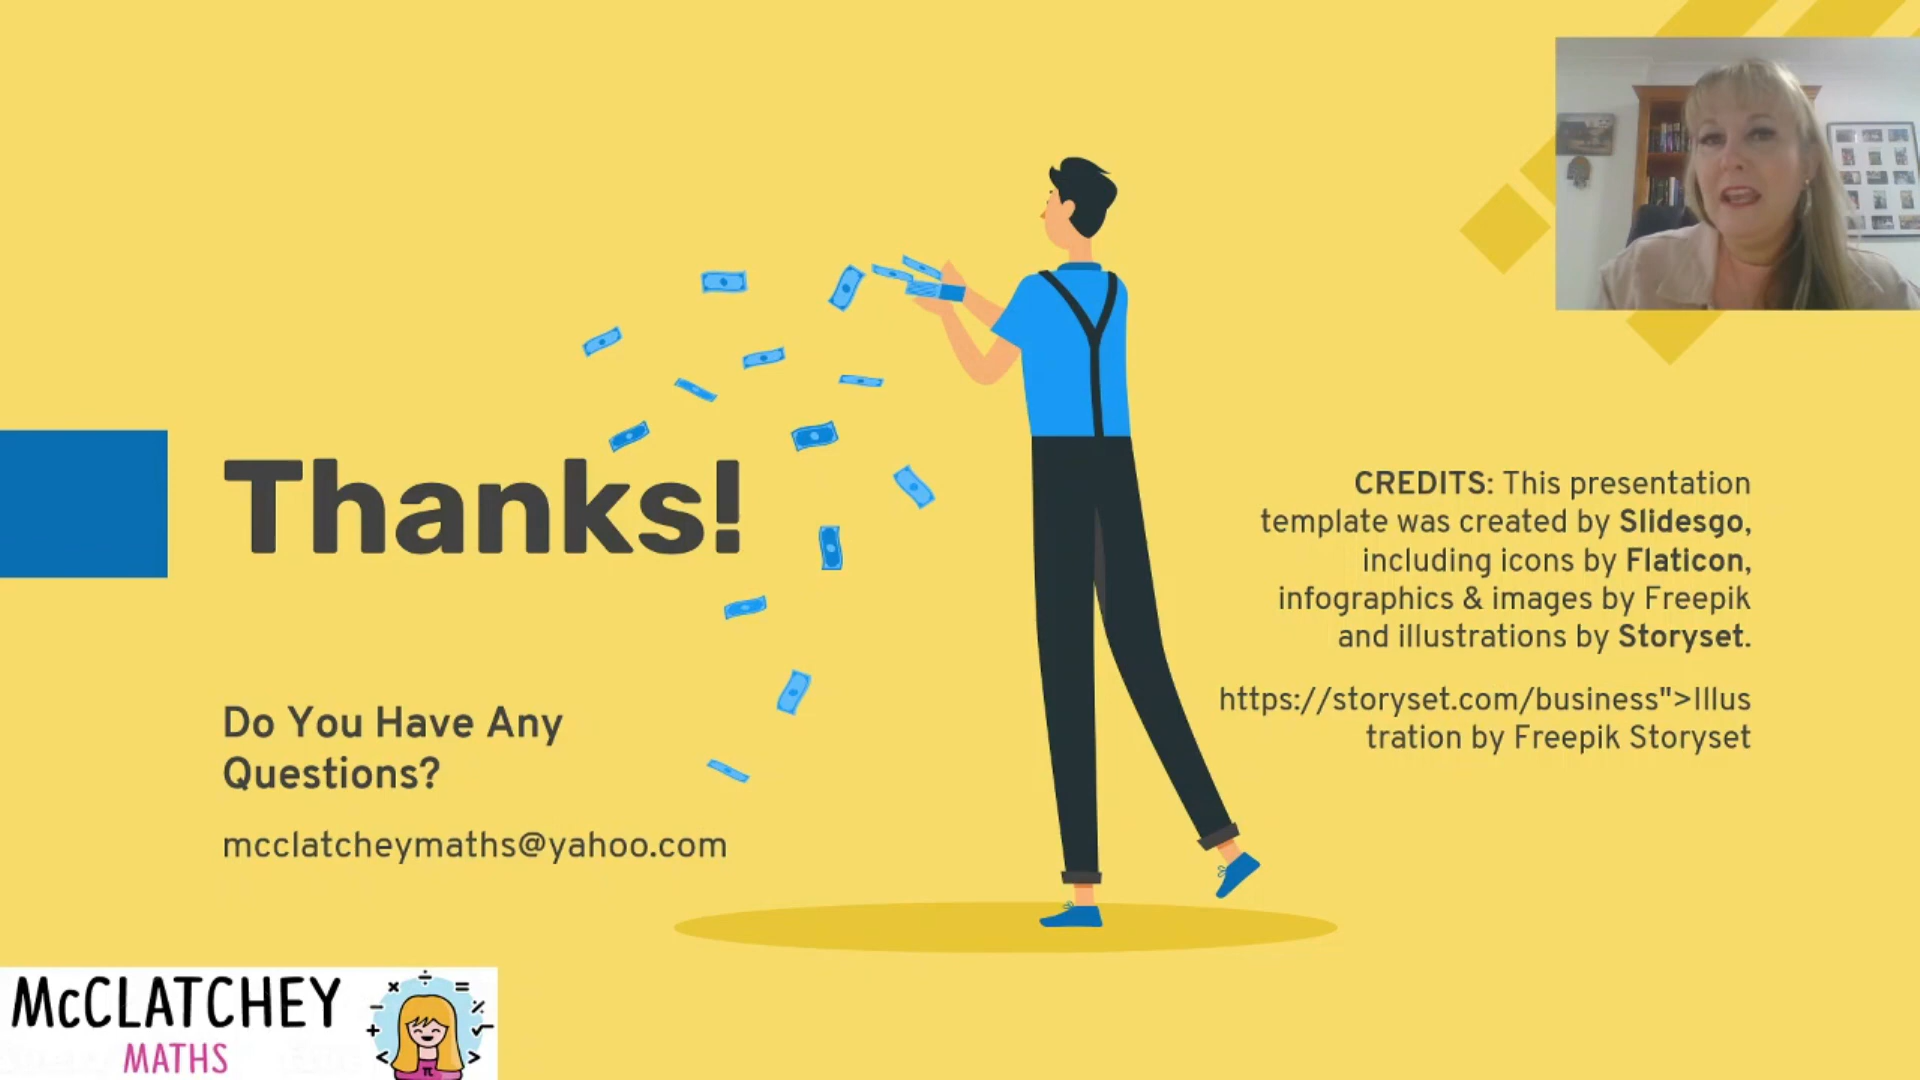 Thanks!
Do You Have Any
Questions?
mcclatcheymaths@yahoo.com
CREDITS: This presentation
template was created by Slidesgo,
including icons by Flaticon,
infographics & images by Freepik
and illustrations by Storyset.
https://storyset.com/business">Illus
tration by Freepik Storyset
McCLATCHEY
MATHS